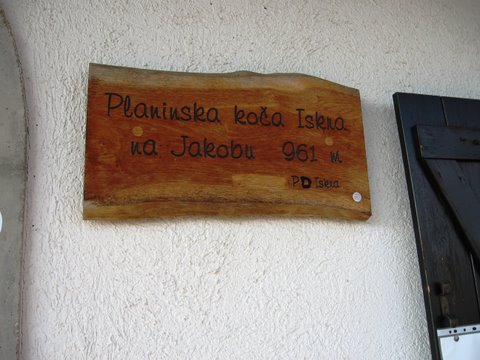 Planinska koča Iskra
na Jakobu 961 m
PD Iskra